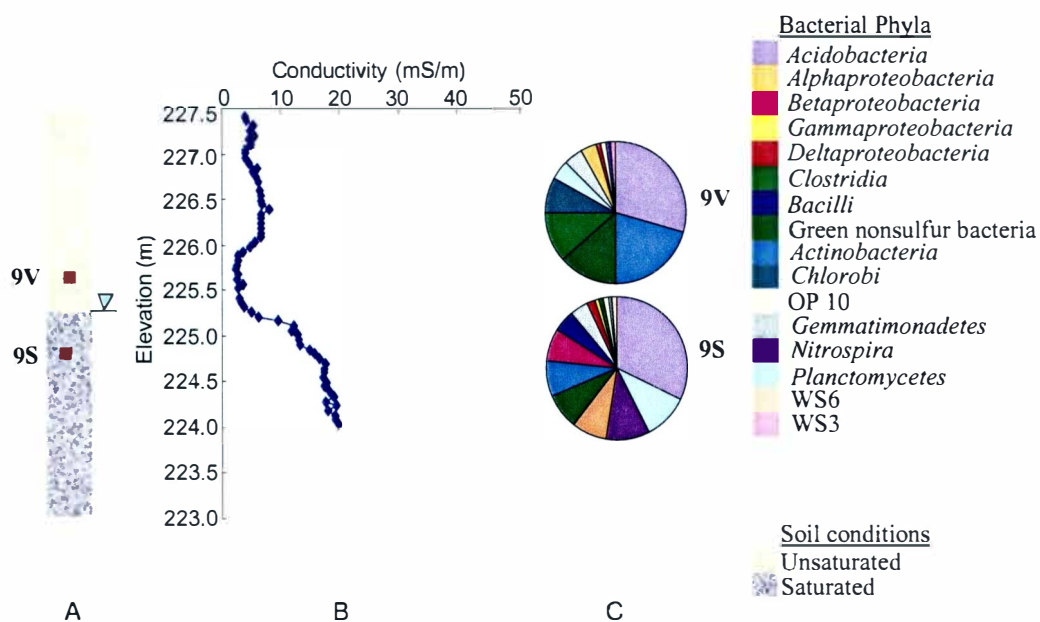 Conductivity (mS/m)
0 10 20 30 40 50
Elevation (m)
227.5
227.0
226.5
226.0
225.5
225.0
224.5
224.0
223.5
223.0
9V
9S
9V
9S
Bacterial Phyla
Acidobacteria
Alphaproteobacteria
Betaproteobacteria
Gammaproteobacteria
Deltaproteobacteria
Clostridia
Bacilli
Green nonsulfur bacteria
Actinobacteria
Chlorobi
OP 10
Gemmatimonadetes
Nitrospira
Planctomycetes
WS6
WS3
Soil conditions
Unsaturated
Saturated
A B C